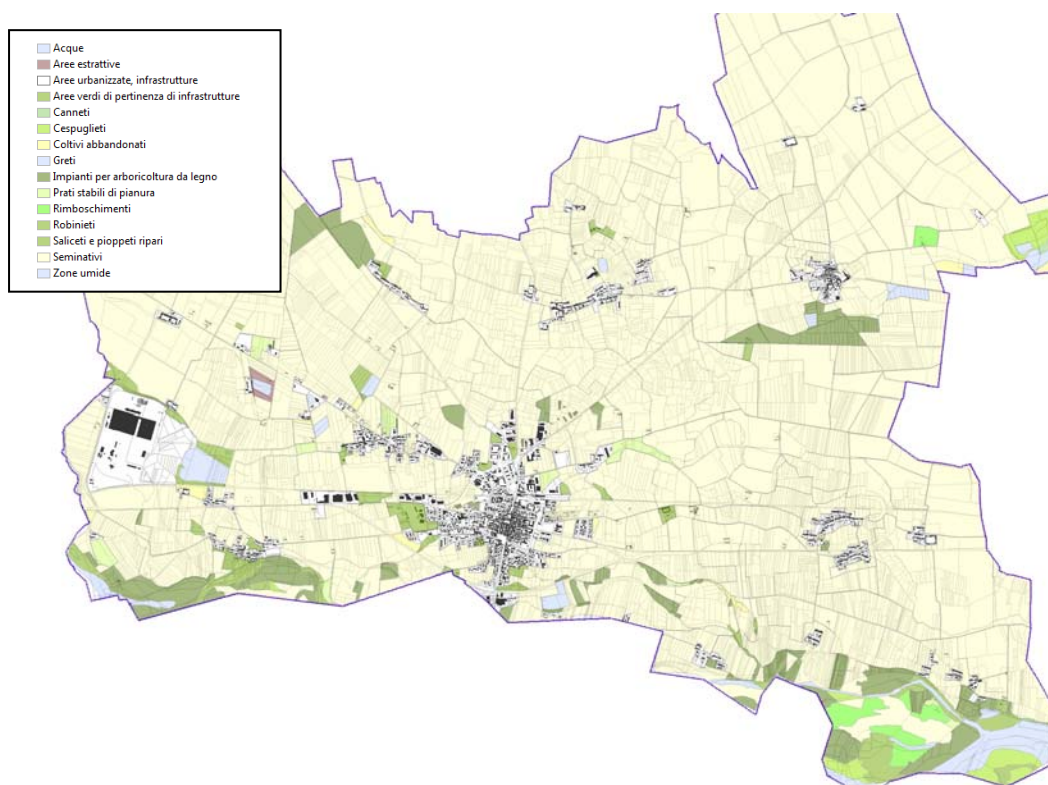 Acque
Aree estrattive
Aree urbanizzate, infrastrutture
Aree verdi di pertinenza di infrastrutture
Canneti
Cespuglieti
Coltivi abbandonati
Greti
Impianti per arboricoltura da legno
Prati stabili di pianura
Rimboschimenti
Robinieti
Saliceti e pioppeti ripari
Seminativi
Zone umide